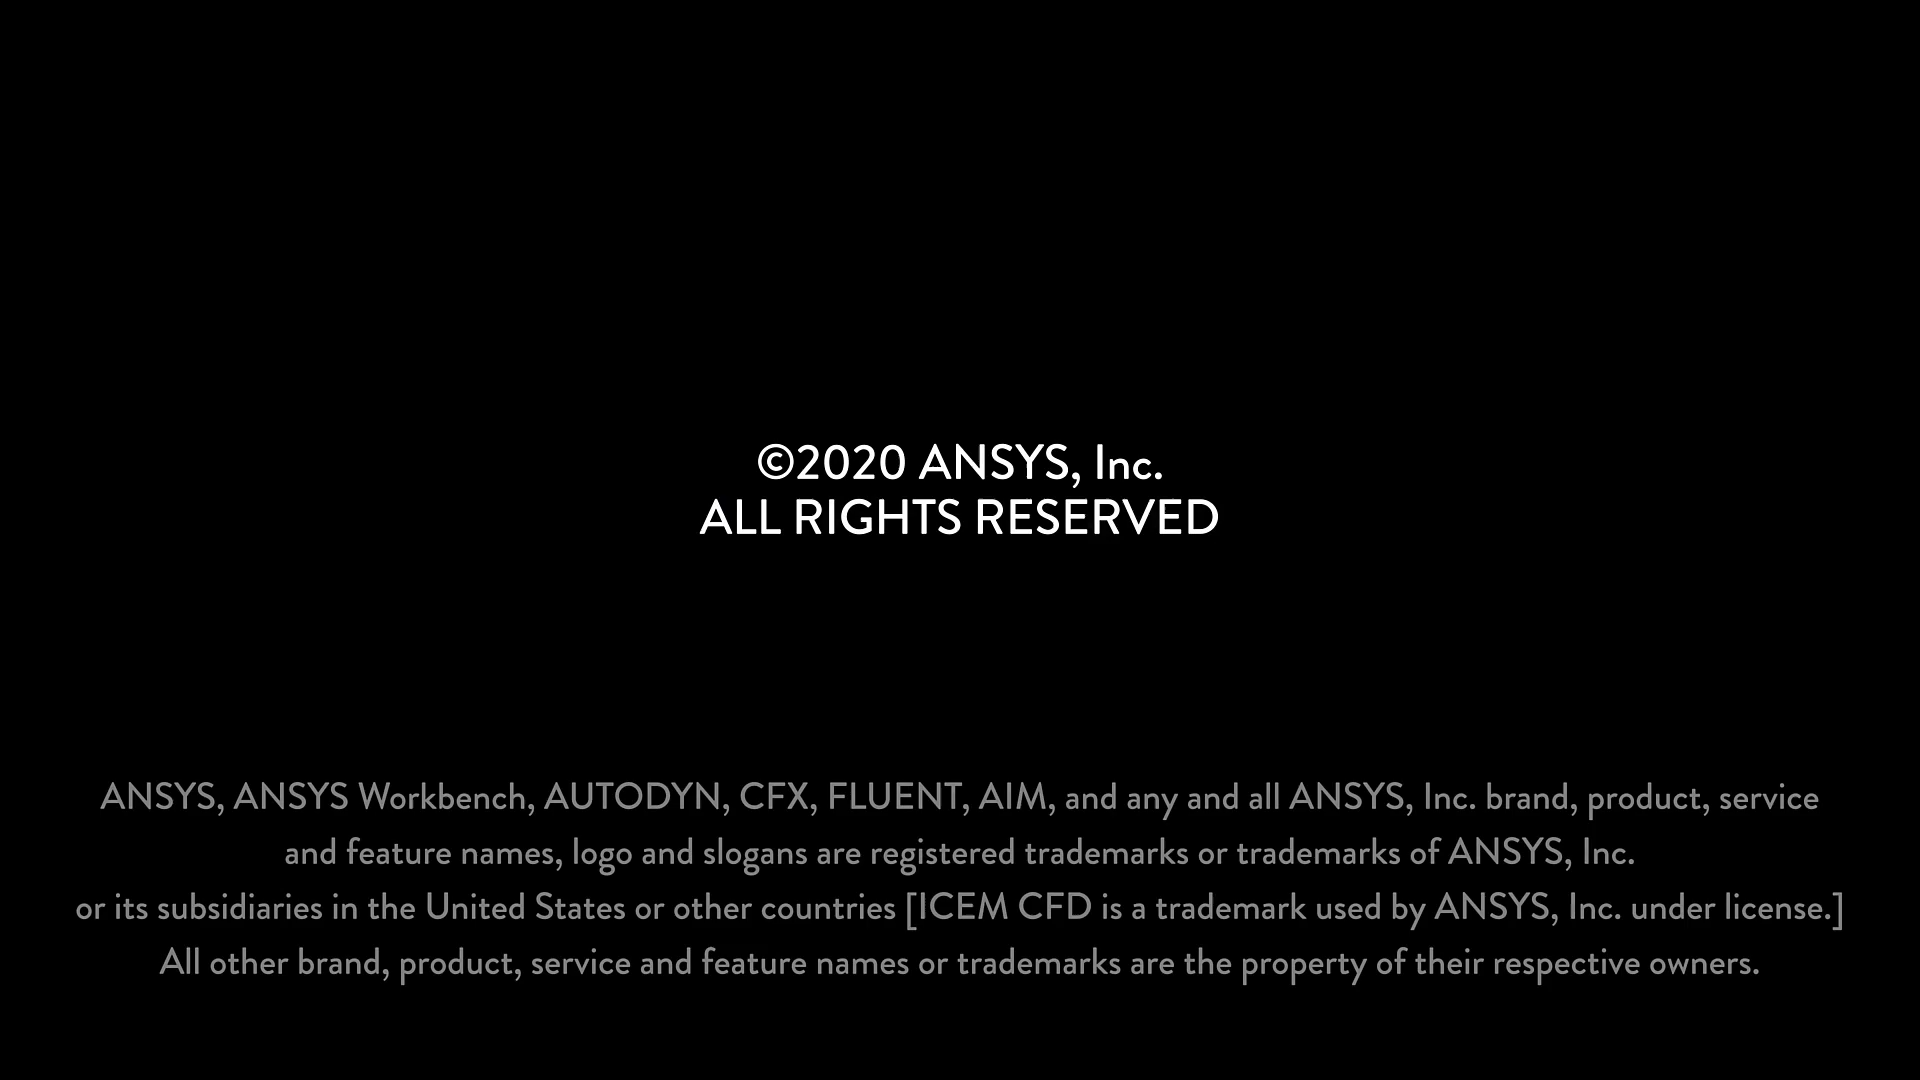 ©2020 ANSYS, Inc.
ALL RIGHTS RESERVED
ANSYS, ANSYS Workbench, AUTODYN, CFX, FLUENT, AIM, and any and all ANSYS, Inc. brand, product, service
and feature names, logo and slogans are registered trademarks or trademarks of ANSYS, Inc.
or its subsidiaries in the United States or other countries [ICEM CFD is a trademark used by ANSYS, Inc. under license.]
All other brand, product, service and feature names or trademarks are the property of their respective owners.